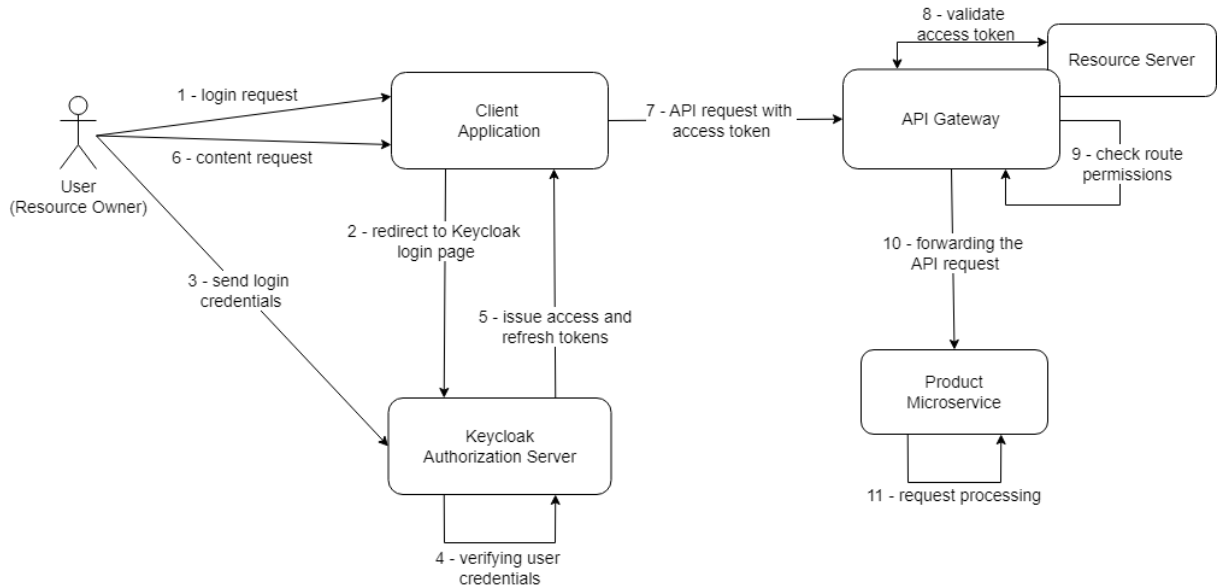 8 - validate
access token
Resource Server
1 - login request
Client
Application
7 - API request with
access token
API Gateway
6 - content request
9 - check route
permissions
User
(Resource Owner)
2 - redirect to Keycloak
login page
10 - forwarding the
API request
3 - send login
credentials
5 - issue access and
refresh tokens
Product
Microservice
Keycloak
Authorization Server
11 - request processing
4 - verifying user
credentials